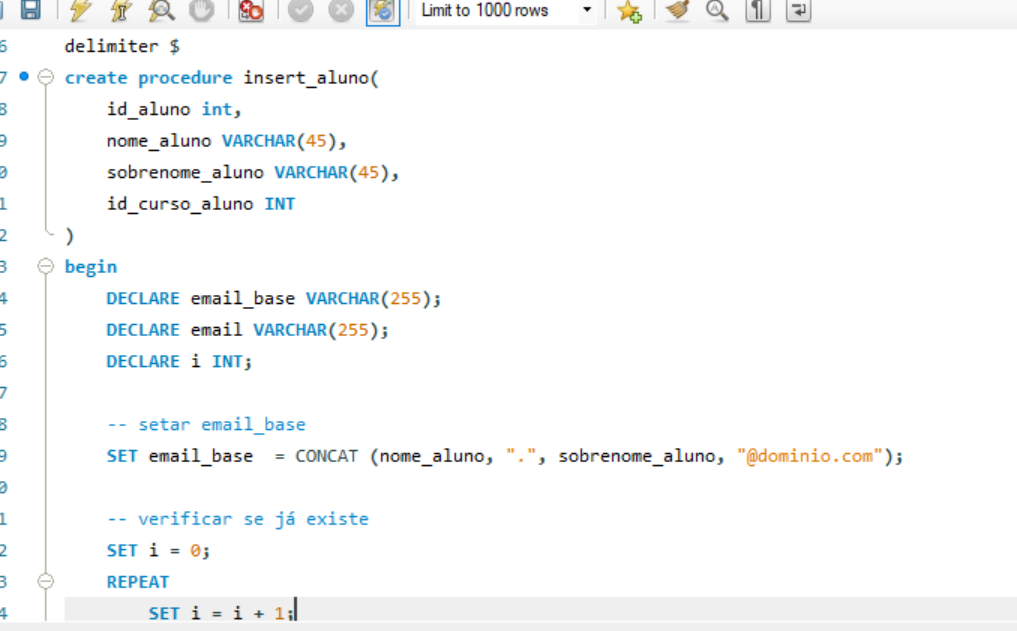 Limit to 1000 rows
6 delimiter $
7 create procedure insert_aluno(
8 id_aluno int,
9 nome_aluno VARCHAR(45),
0 sobrenome_aluno VARCHAR(45),
1 id_curso_aluno INT
2 )
3 begin
4 DECLARE email_base VARCHAR(255);
5 DECLARE email VARCHAR(255);
6 DECLARE i INT;
7
8 -- setar email_base
9 SET email_base  = CONCAT (nome_aluno, ".", sobrenome_aluno, "@dominio.com");
0
1 -- verificar se já existe
2 SET i = 0;
3 REPEAT
4 SET i = i + 1;